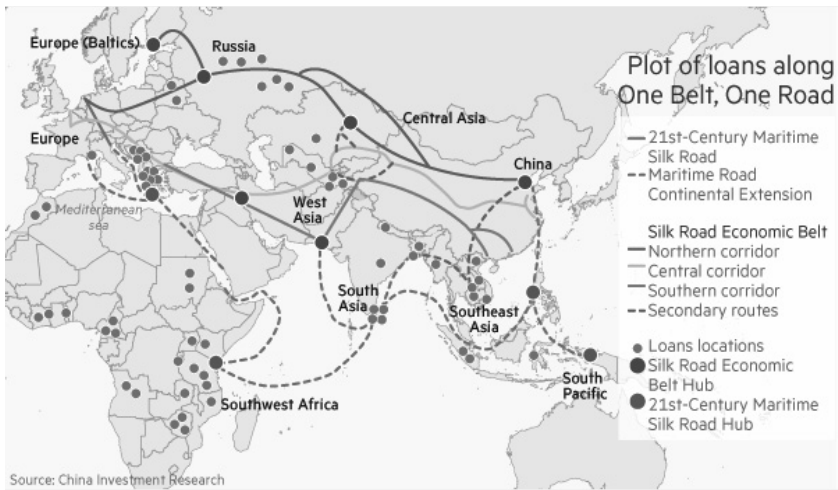 Plot of loans along
One Belt, One Road
21st-Century Maritime
Silk Road
Maritime Road
Continental Extension
Silk Road Economic Belt
Northern corridor
Central corridor
Southern corridor
Secondary routes
Loans locations
Silk Road Economic
Belt Hub
21st-Century Maritime
Silk Road Hub
Europe (Baltics)
Russia
Central Asia
Europe
China
Mediterranean
sea
West
Asia
South
Asia
Southeast
Asia
South
Pacific
Southwest Africa
Source: China Investment Research